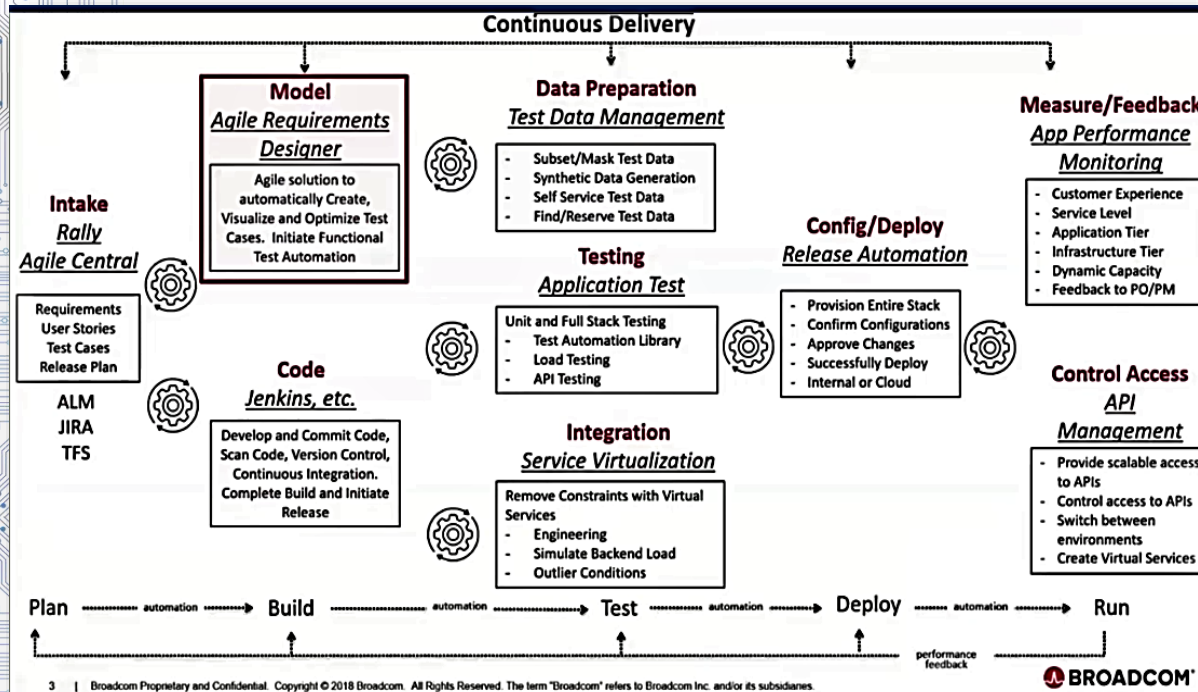 Continuous Delivery
Intake
Rally
Agile Central
Requirements
User Stories
Test Cases
Release Plan
ALM
JIRA
TFS
Model
Agile Requirements
Designer
Agile solution to
automatically Create,
Visualize and Optimize Test
Cases. Initiate Functional
Test Automation
Code
Jenkins, etc.
Develop and Commit Code,
Scan Code, Version Control,
Continuous Integration.
Complete Build and Initiate
Release
Data Preparation
Test Data Management
- Subset/Mask Test Data
- Synthetic Data Generation
- Self Service Test Data
- Find/Reserve Test Data
Testing
Application Test
Unit and Full Stack Testing
- Test Automation Library
- Load Testing
- API Testing
Integration
Service Virtualization
Remove Constraints with Virtual
Services
- Engineering
- Simulate Backend Load
- Outlier Conditions
Config/Deploy
Release Automation
- Provision Entire Stack
- Confirm Configurations
- Approve Changes
- Successfully Deploy
- Internal or Cloud
Measure/Feedback
App Performance
Monitoring
- Customer Experience
- Service Level
- Application Tier
- Infrastructure Tier
- Dynamic Capacity
- Feedback to PO/PM
Control Access
API
Management
- Provide scalable access
to APIs
- Control access to APIs
- Switch between
environments
- Create Virtual Services
Plan automation Build automation Test automation Deploy automation Run
performance
feedback
3 | Broadcom Proprietary and Confidential. Copyright © 2018 Broadcom. All Rights Reserved. The term "Broadcom" refers to Broadcom Inc. and/or its subsidiaries.
BROADCOM